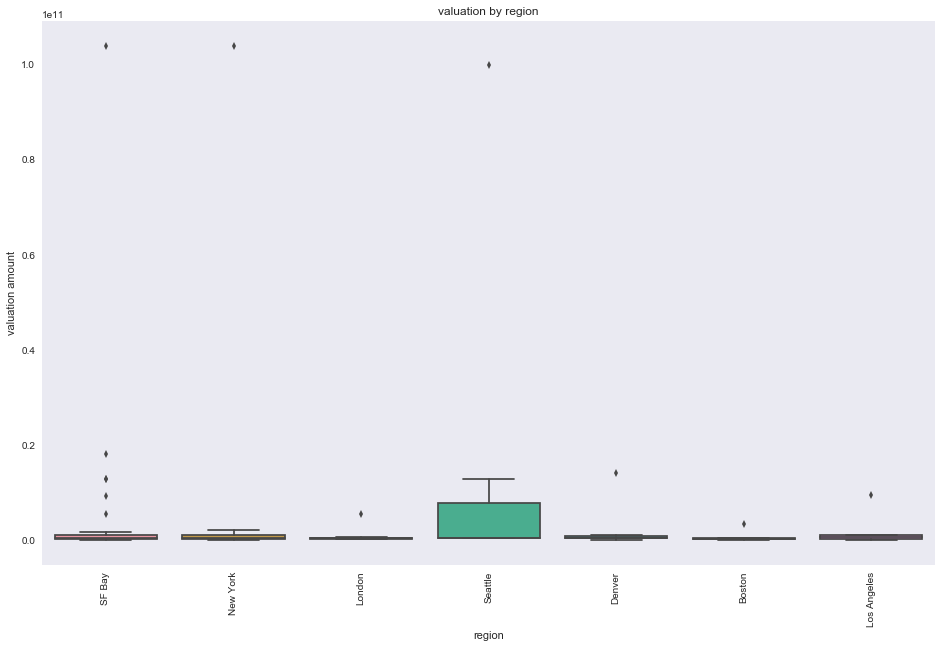 valuation by region
1e11
1.0
0.8
0.6
0.4
0.2
0.0
valuation amount
SF Bay
New York
London
Seattle
Denver
Boston
Los Angeles
region